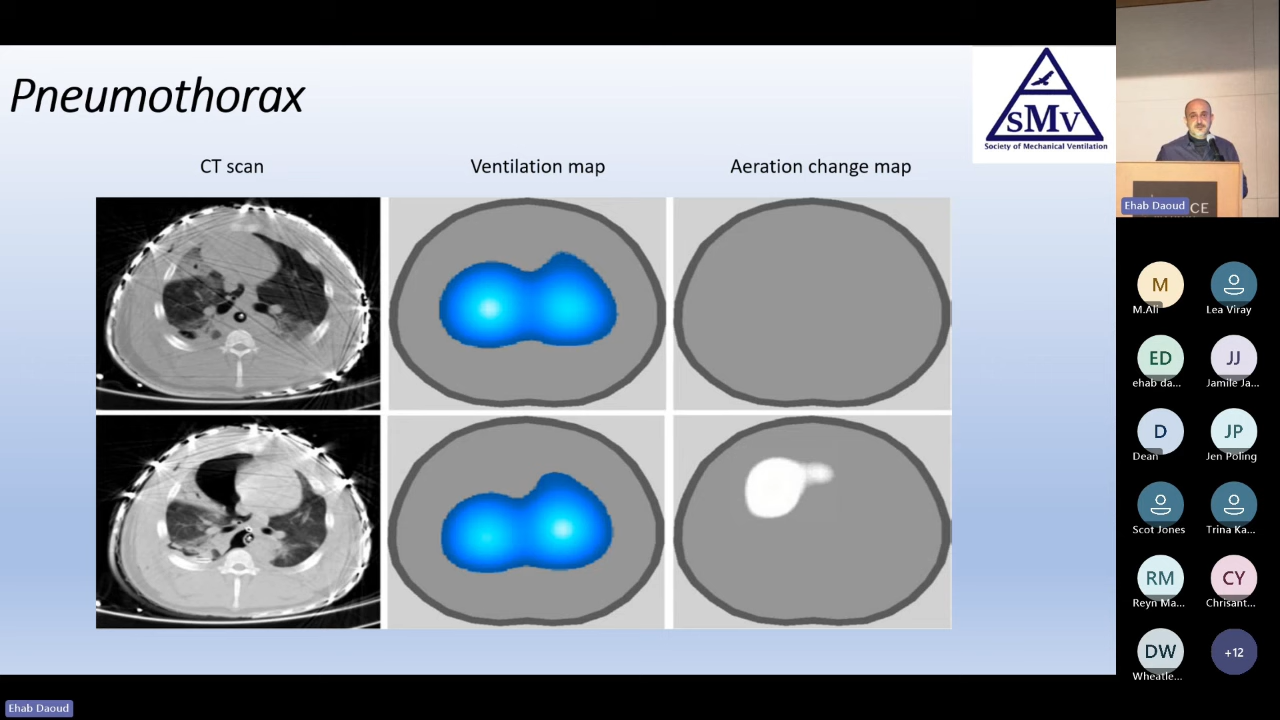 Pneumothorax
SMV
Society of Mechanical Ventilation
CT scan
Ventilation map
Aeration change map
CE
Ehab Daoud
M
M.Ali
Lea Viray
ED
ehab da...
JJ
Jamile Ja...
D
Dean
JP
Jen Poling
Scot Jones
Trina Ka...
RM
Reyn Ma...
CY
Chrisant...
DW
Wheatle...
+12
Ehab Daoud